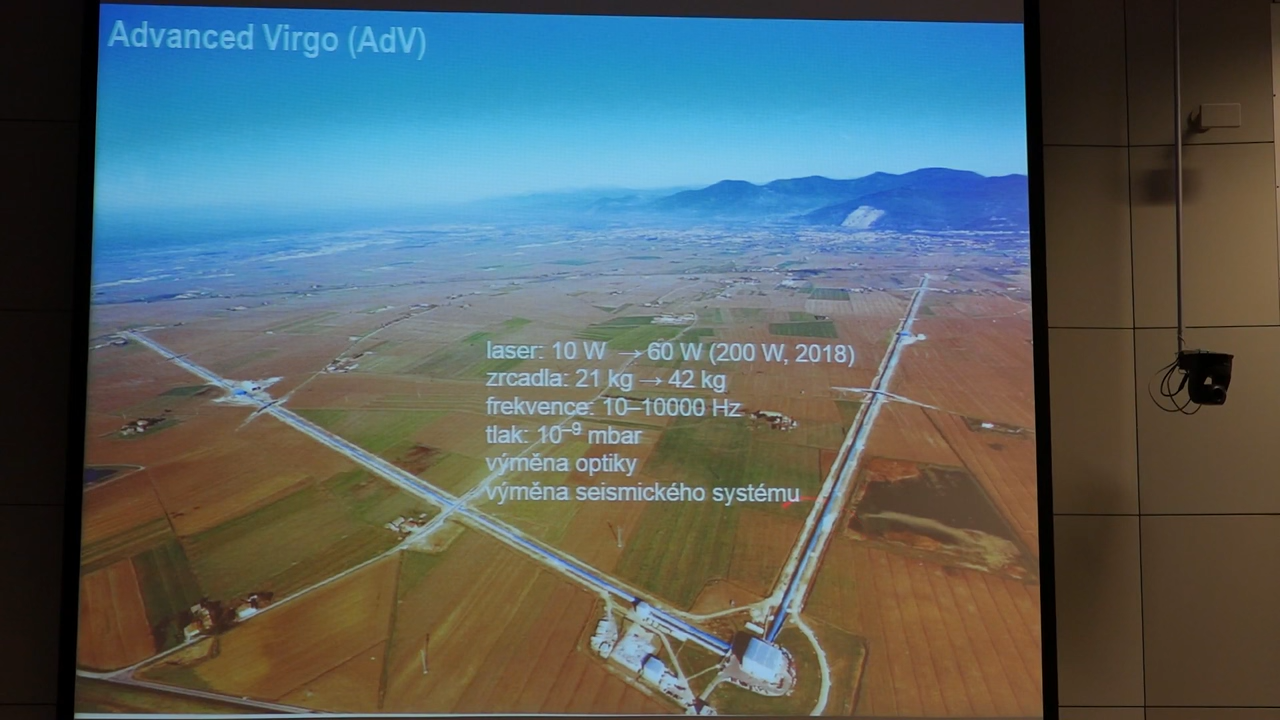 Advanced Virgo (AdV)
laser: 10 W → 60 W (200 W, 2018)
zrcadla: 21 kg → 42 kg
frekvence: 10–10000 Hz
tlak: 10⁻⁹ mbar
výměna optiky
výměna seismického systému